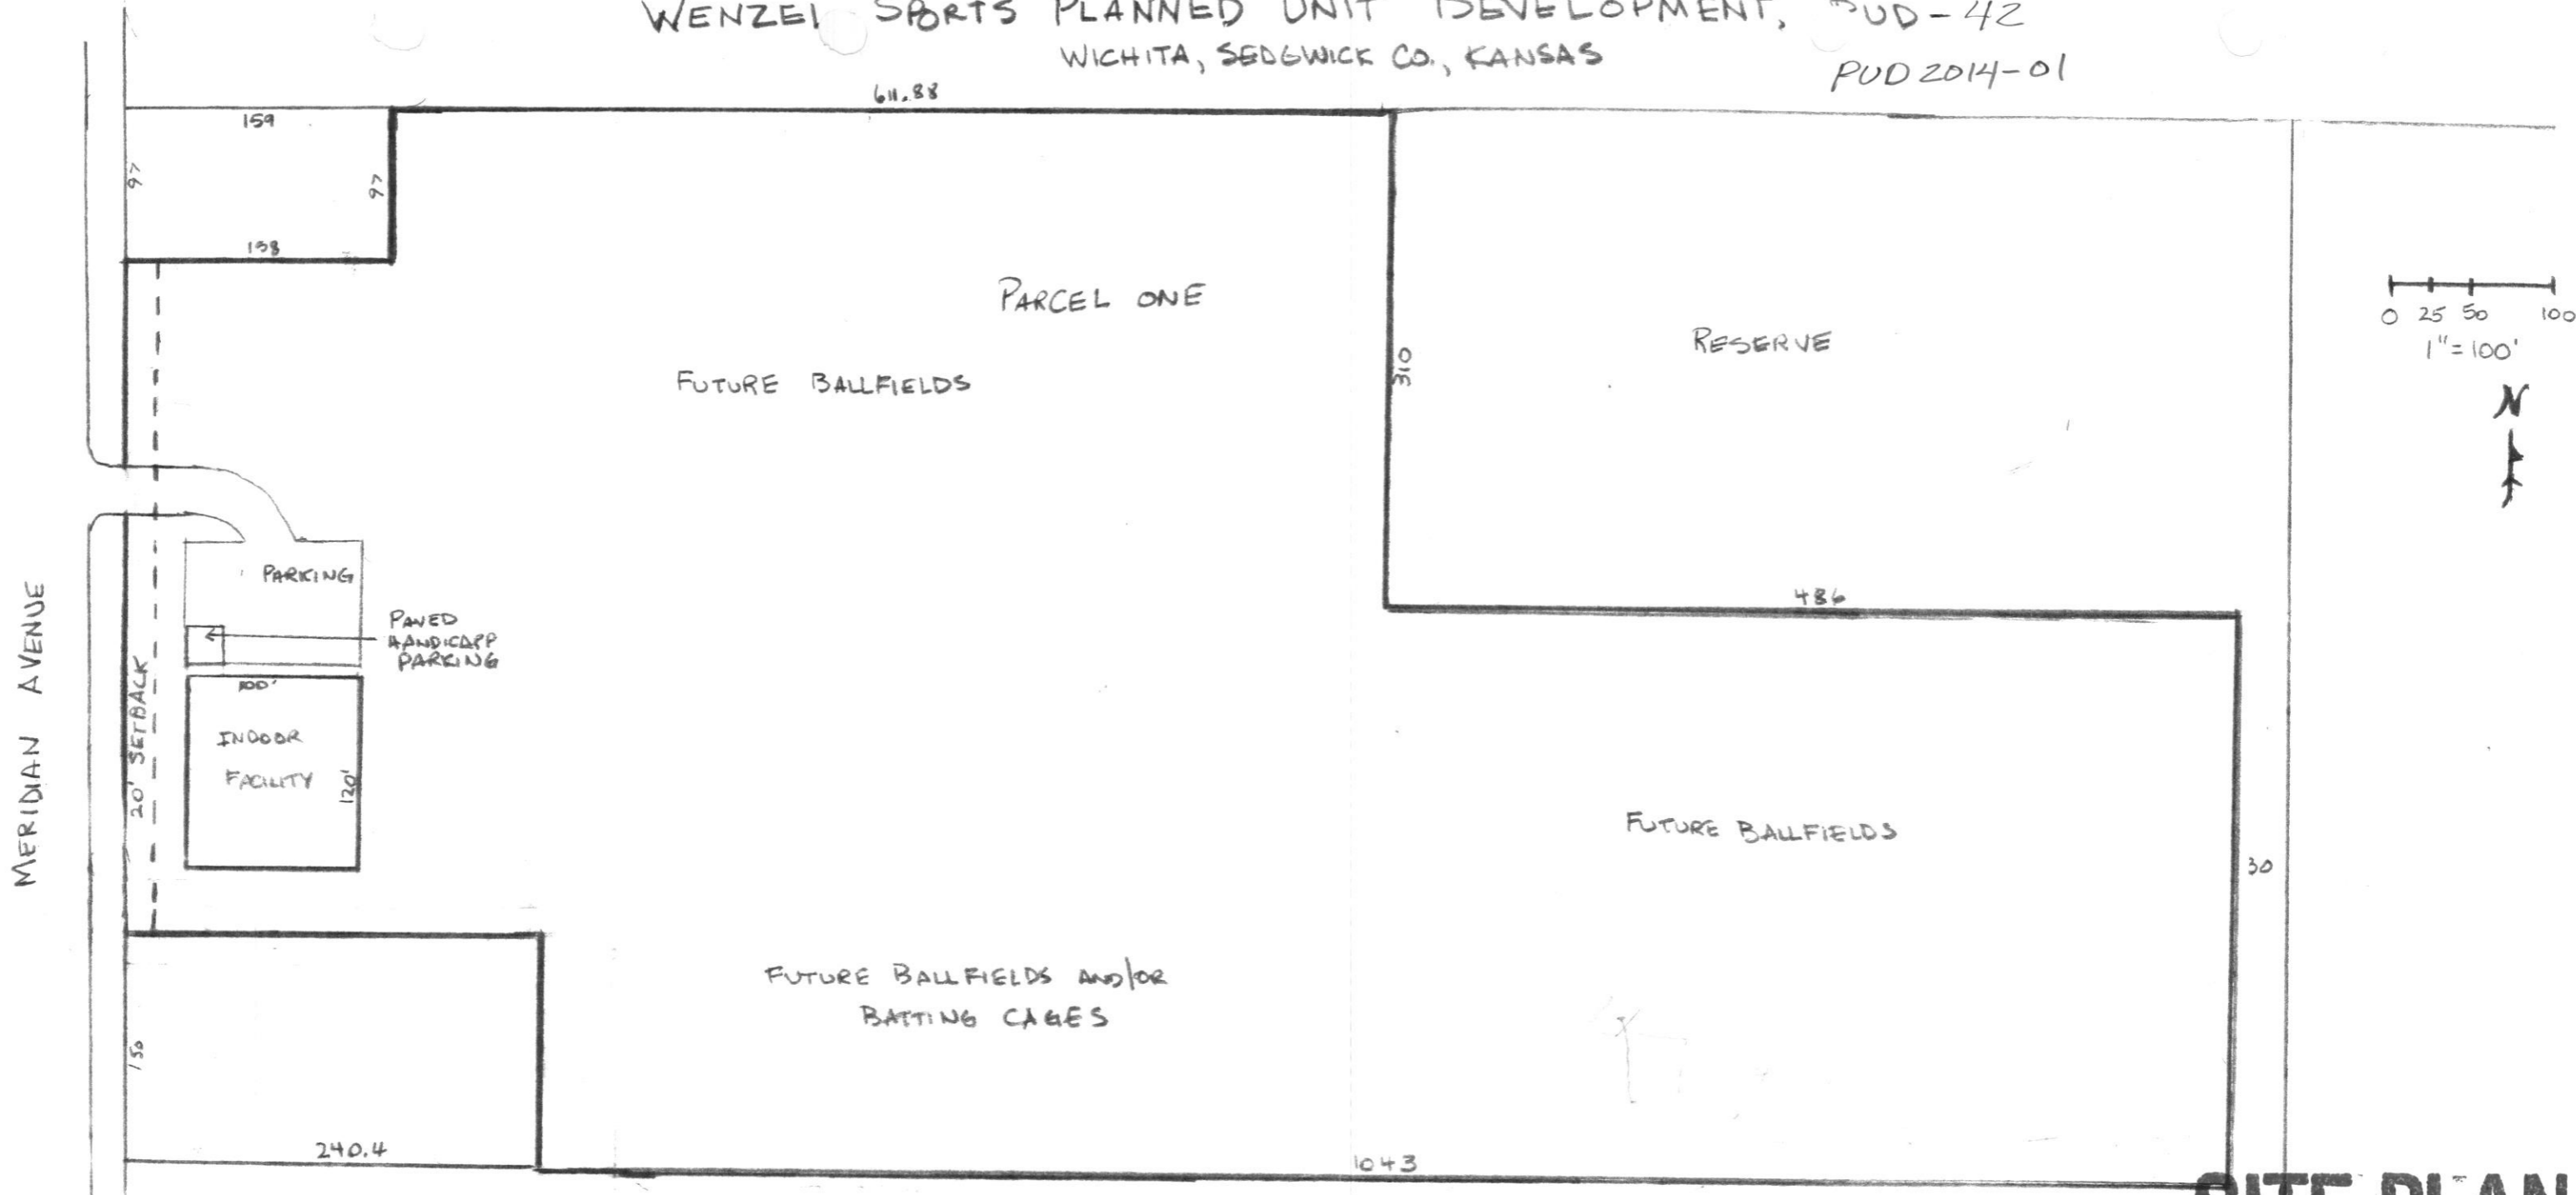 WENZEL SPORTS PLANNED UNIT DEVELOPMENT, PUD-42
WICHITA, SEDGWICK CO., KANSAS
PUD 2014-01
611.88
159
97
97
158
PARCEL ONE
FUTURE BALLFIELDS
310
RESERVE
0 25 50 100
1"=100'
N
PARKING
PAVED
HANDICAPP
PARKING
486
MERIDIAN AVENUE
20' SETBACK
100'
INDOOR
FACILITY
120'
FUTURE BALLFIELDS
30
FUTURE BALLFIELDS AND/OR
BATTING CAGES
150
240.4
1043
SITE PLAN